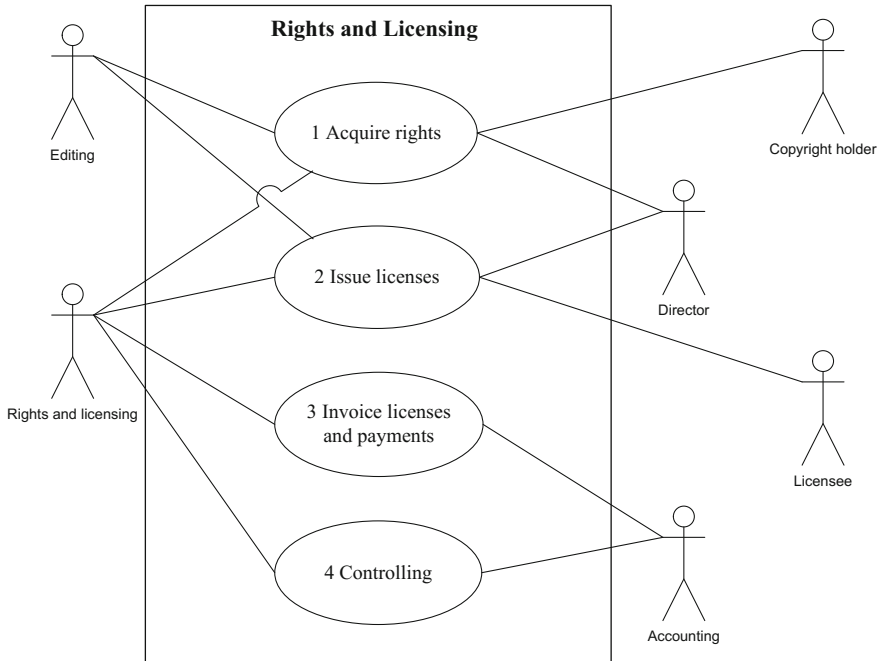 Rights and Licensing
1 Acquire rights
Editing
Copyright holder
2 Issue licenses
Director
Rights and licensing
3 Invoice licenses
and payments
Licensee
4 Controlling
Accounting